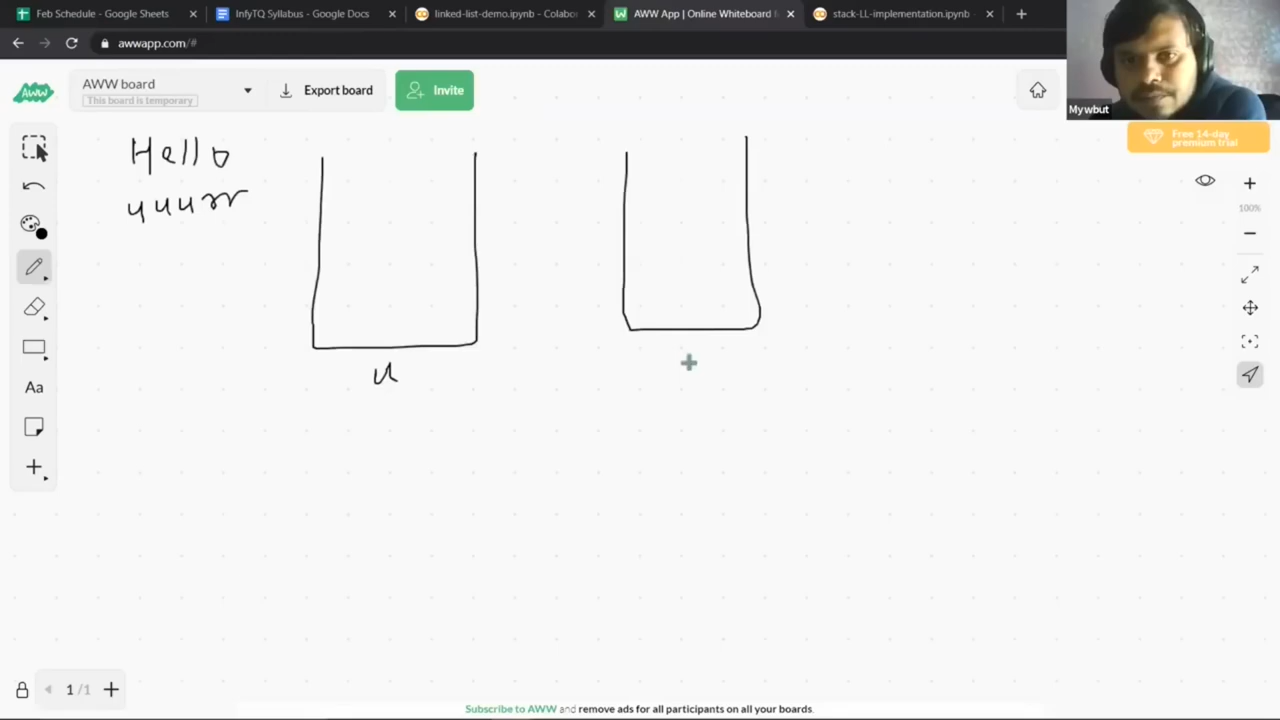 Feb Schedule - Google Sheets
InfyTQ Syllabus - Google Docs
linked-list-demo.ipynb - Colabo
AWW App | Online Whiteboard f
stack-LL-implementation.ipynb
awwapp.com/#
AWW
AWW board
This board is temporary
Export board
Invite
Mywbut
Free 14-day
premium trial
Hello
uuurr
100%
Aa
u
1/1
Subscribe to AWW and remove ads for all participants on all your boards.